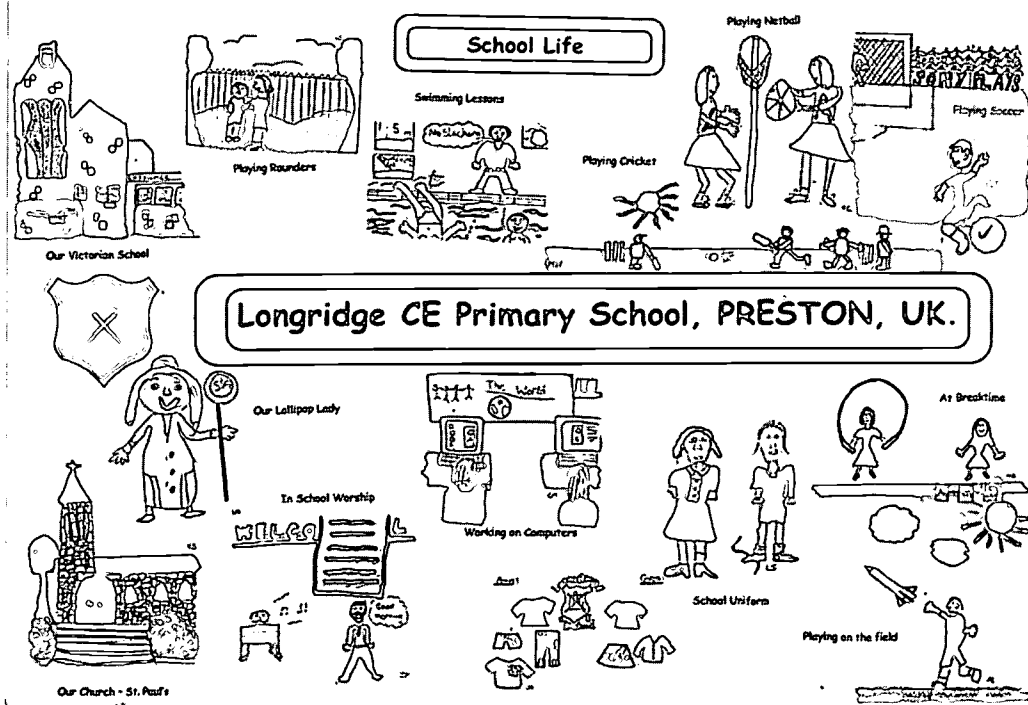 School Life
Playing Netball
Swimming Lessons
Playing Soccer
Playing Rounders
No Slacking
Playing Cricket
Our Victorian School
Longridge CE Primary School, PRESTON, UK.
The World
Our Lollipop Lady
At Breaktime
In School Worship
Working on Computers
School Uniform
Good Morning
Playing on the field
Our Church - St. Paul's